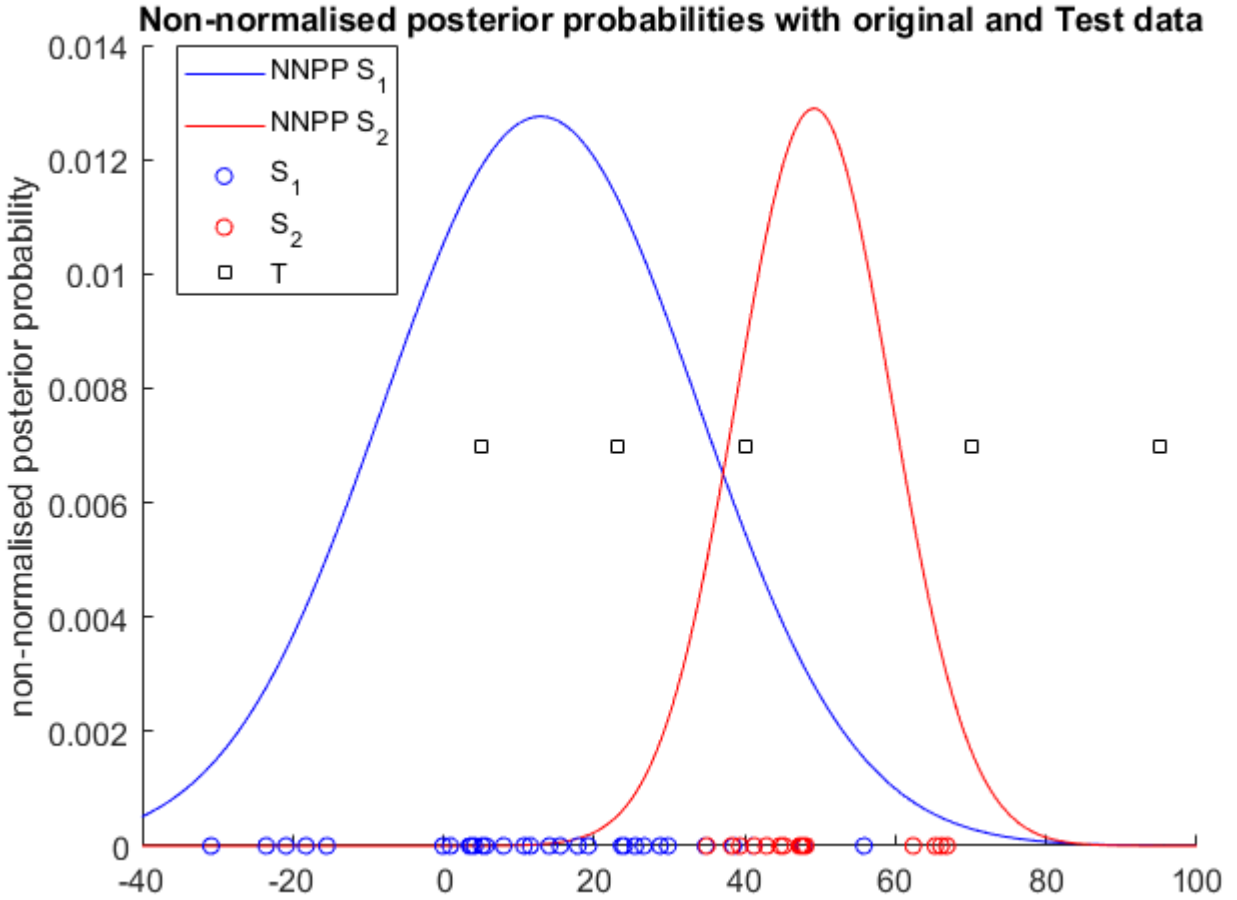 Non-normalised posterior probabilities with original and Test data
non-normalised posterior probability
0.014
0.012
0.01
0.008
0.006
0.004
0.002
0
NNPP S1
NNPP S2
S1
S2
T
-40 -20 0 20 40 60 80 100